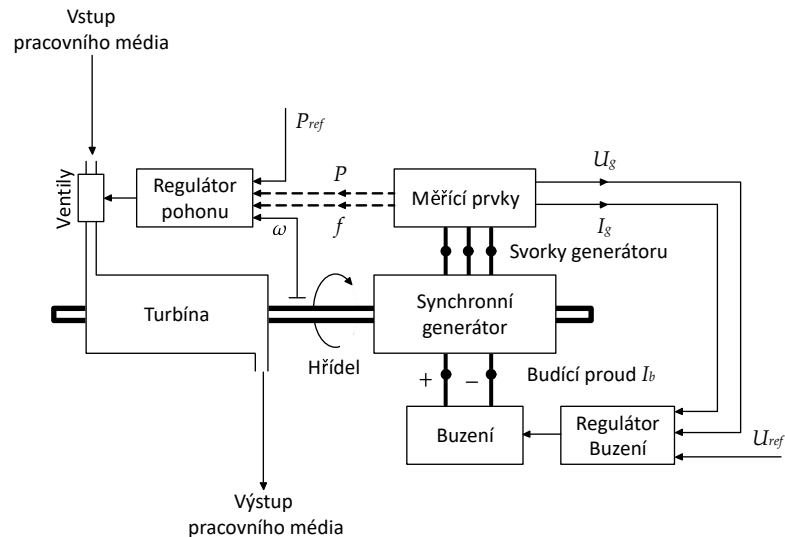 Vstup
pracovního média
P_ref
Ventily
Regulátor
pohonu
P
f
ω
Měřící prvky
U_g
I_g
Svorky generátoru
Turbína
Hřídel
Synchronní
generátor
+
−
Budící proud I_b
Buzení
Regulátor
Buzení
U_ref
Výstup
pracovního média